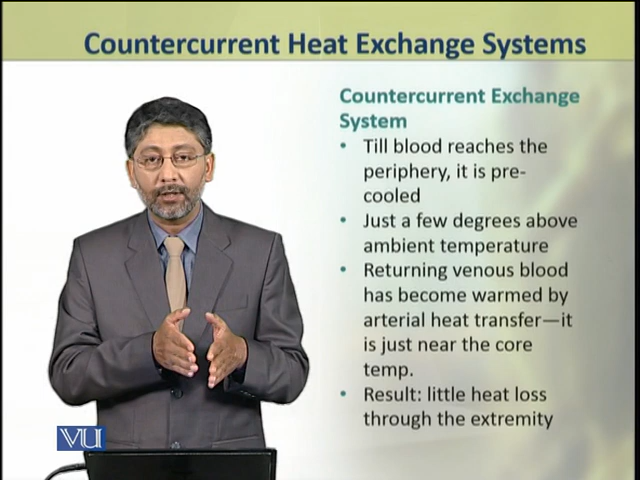 Countercurrent Heat Exchange Systems
Countercurrent Exchange
System
• Till blood reaches the
periphery, it is pre-
cooled
• Just a few degrees above
ambient temperature
• Returning venous blood
has become warmed by
arterial heat transfer—it
is just near the core
temp.
• Result: little heat loss
through the extremity
VU